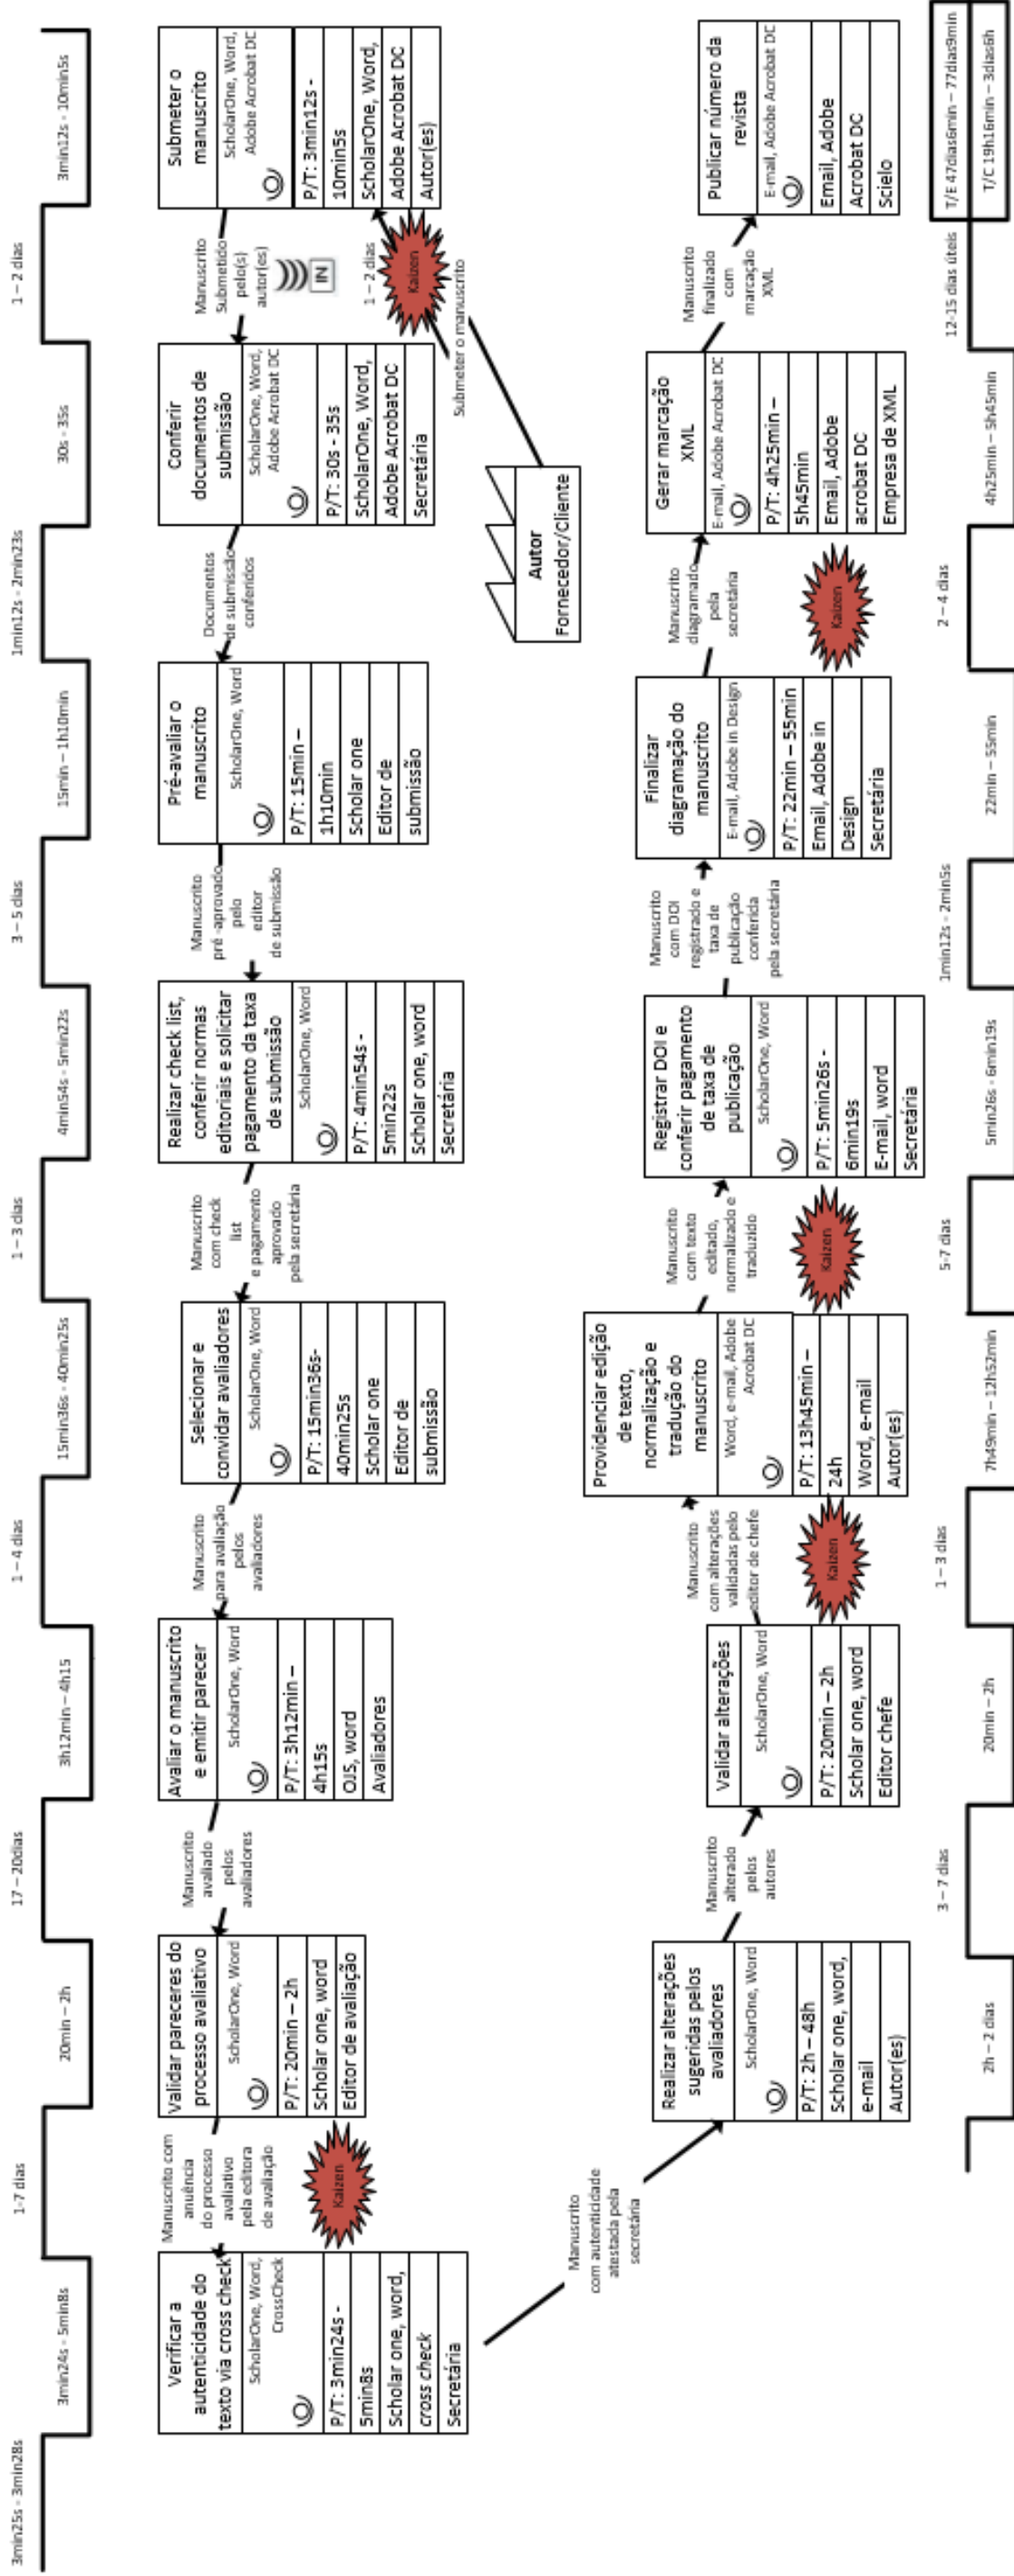 3min25s - 3min28s
3min24s - 5min8s
1-7 dias
20min – 2h
17 – 20dias
3h12min – 4h15
1 – 4 dias
15min36s - 40min25s
1 – 3 dias
4min54s - 5min22s
3 – 5 dias
15min – 1h10min
1min12s - 2min23s
30s - 35s
1 – 2 dias
3min12s - 10min5s
Verificar a
autenticidade do
texto via cross check
ScholarOne, Word,
CrossCheck
P/T: 3min24s -
5min8s
Scholar one, word,
cross check
Secretária
Manuscrito com
anuência
do processo
avaliativo
pela editora
de avaliação
Kaizen
Validar pareceres do
processo avaliativo
ScholarOne, Word
P/T: 20min – 2h
Scholar one, word
Editor de avaliação
Manuscrito
avaliado
pelos
avaliadores
Avaliar o manuscrito
e emitir parecer
ScholarOne, Word
P/T: 3h12min –
4h15s
OJS, word
Avaliadores
Manuscrito
para avaliação
pelos
avaliadores
Selecionar e
convidar avaliadores
ScholarOne, Word
P/T: 15min36s-
40min25s
Scholar one
Editor de
submissão
Manuscrito
com check
list
e pagamento
aprovado
pela secretária
Realizar check list,
conferir normas
editoriais e solicitar
pagamento da taxa
de submissão
ScholarOne, Word
P/T: 4min54s -
5min22s
Scholar one, word
Secretária
Manuscrito
pré -aprovado
pelo
editor
de submissão
Pré-avaliar o
manuscrito
ScholarOne, Word
P/T: 15min –
1h10min
Scholar one
Editor de
submissão
Documentos
de submissão
conferidos
Conferir
documentos de
submissão
ScholarOne, Word,
Adobe Acrobat DC
P/T: 30s - 35s
ScholarOne, Word,
Adobe Acrobat DC
Secretária
Manuscrito
Submetido
pelo(s)
autor(es)
IN
1 – 2 dias
Kaizen
Submeter o manuscrito
Submeter o
manuscrito
ScholarOne, Word,
Adobe Acrobat DC
P/T: 3min12s -
10min5s
ScholarOne, Word,
Adobe Acrobat DC
Autor(es)
Autor
Fornecedor/Cliente
Manuscrito
com autenticidade
atestada pela
secretária
Realizar alterações
sugeridas pelos
avaliadores
ScholarOne, Word
P/T: 2h – 48h
Scholar one, word,
e-mail
Autor(es)
Manuscrito
alterado
pelos
autores
Validar alterações
ScholarOne, Word
P/T: 20min – 2h
Scholar one, word
Editor chefe
Manuscrito
com alterações
validadas pelo
editor de chefe
Kaizen
Providenciar edição
de texto,
normalização e
tradução do
manuscrito
Word, e-mail, Adobe
Acrobat DC
P/T: 13h45min –
24h
Word, e-mail
Autor(es)
Manuscrito
com texto
editado,
normalizado e
traduzido
Kaizen
Registrar DOI e
conferir pagamento
de taxa de
publicação
ScholarOne, Word
P/T: 5min26s -
6min19s
E-mail, word
Secretária
Manuscrito
com DOI
registrado e
taxa de
publicação
conferida
pela secretária
Finalizar
diagramação do
manuscrito
E-mail, Adobe in Design
P/T: 22min – 55min
Email, Adobe in
Design
Secretária
Manuscrito
diagramado
pela
secretária
Kaizen
Gerar marcação
XML
E-mail, Adobe Acrobat DC
P/T: 4h25min –
5h45min
Email, Adobe
acrobat DC
Empresa de XML
Manuscrito
finalizado
com
marcação
XML
Publicar número da
revista
E-mail, Adobe Acrobat DC
Email, Adobe
Acrobat DC
Scielo
2h – 2 dias
3 – 7 dias
20min – 2h
1 – 3 dias
7h49min – 12h52min
5-7 dias
5min26s - 6min19s
1min12s - 2min5s
22min – 55min
2 – 4 dias
4h25min – 5h45min
12-15 dias úteis
T/E 47dias6min – 77dias9min
T/C 19h16min – 3dias6h